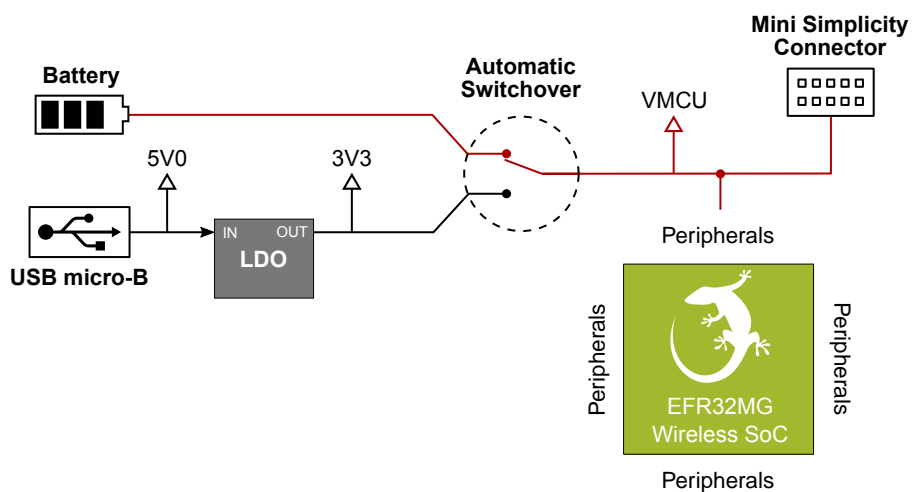 Mini Simplicity
Connector
Battery
Automatic
Switchover
VMCU
5V0
3V3
IN
OUT
LDO
USB micro-B
Peripherals
Peripherals
Peripherals
EFR32MG
Wireless SoC
Peripherals